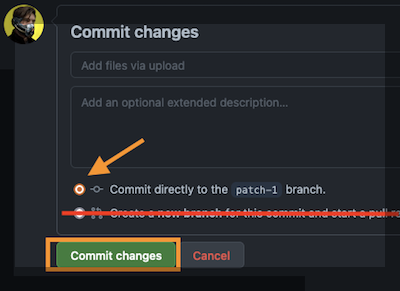 Commit changes
Add files via upload
Add an optional extended description...
Commit directly to the patch-1 branch.
Create a new branch for this commit and start a pull re
Commit changes
Cancel